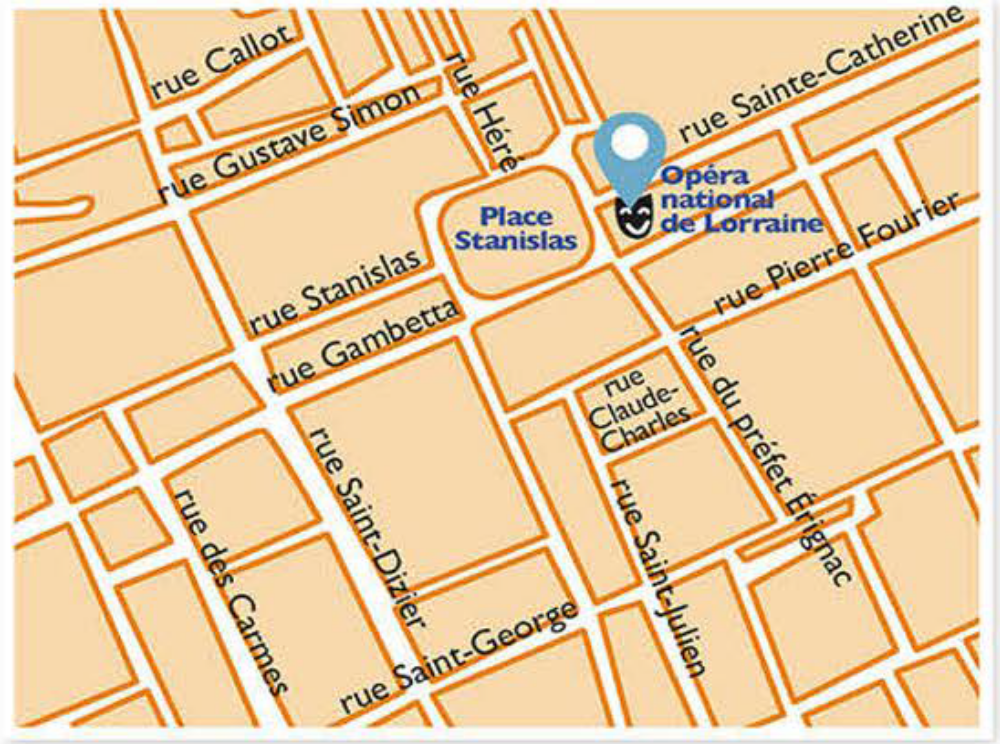 rue Callot
rue Gustave Simon
rue Héré
rue Sainte-Catherine
Opéra
national
de Lorraine
Place
Stanislas
rue Stanislas
rue Gambetta
rue Pierre Fourier
rue
Claude-
Charles
rue du préfet Érignac
rue Saint-Dizier
rue des Carmes
rue Saint-Julien
rue Saint-George